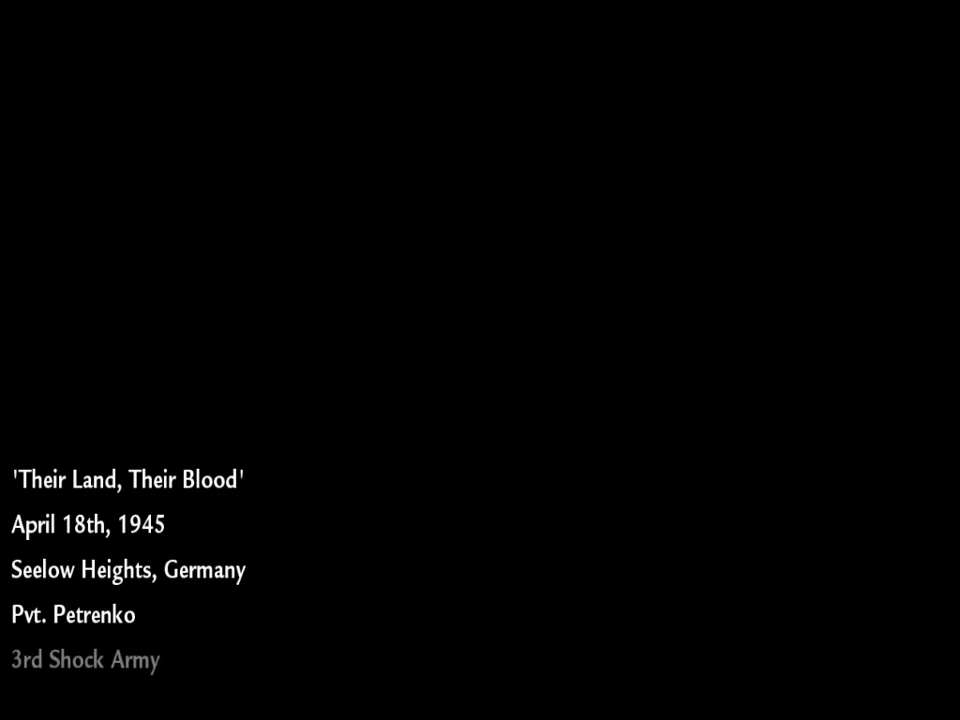 'Their Land, Their Blood'
April 18th, 1945
Seelow Heights, Germany
Pvt. Petrenko
3rd Shock Army